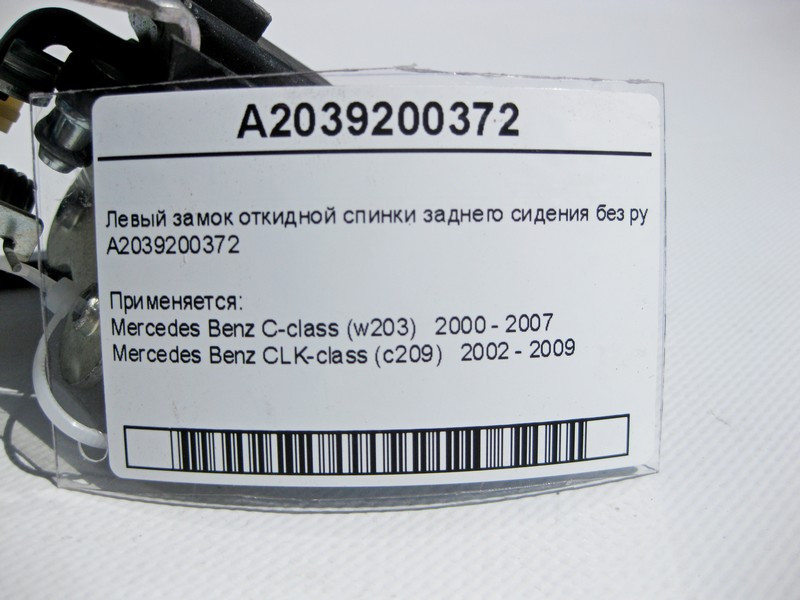 A2039200372
Левый замок откидной спинки заднего сидения без ру
A2039200372
Применяется:
Mercedes Benz C-class (w203) 2000 - 2007
Mercedes Benz CLK-class (c209) 2002 - 2009